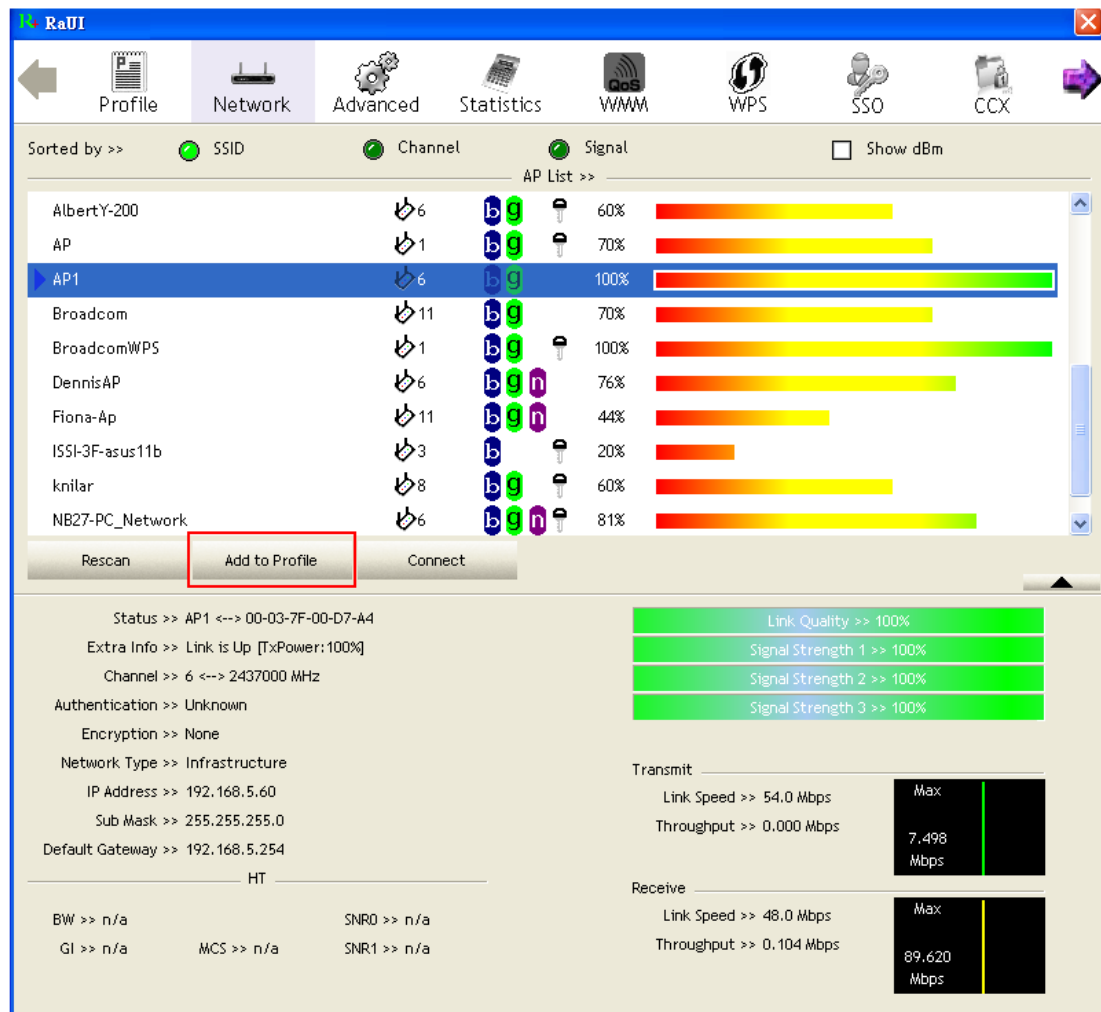 RaUI
Profile Network Advanced Statistics QoS WMM WPS SSO CCX
Sorted by >> SSID Channel Signal Show dBm
AP List >>
AlbertY-200 6 b g 60%
AP 1 b g 70%
AP1 6 b g 100%
Broadcom 11 b g 70%
BroadcomWPS 1 b g 100%
DennisAP 6 b g n 76%
Fiona-Ap 11 b g n 44%
ISSI-3F-asus11b 3 b 20%
knilar 8 b g 60%
NB27-PC_Network 6 b g n 81%
Rescan Add to Profile Connect
Status >> AP1 <--> 00-03-7F-00-D7-A4
Extra Info >> Link is Up [TxPower:100%]
Channel >> 6 <--> 2437000 MHz
Authentication >> Unknown
Encryption >> None
Network Type >> Infrastructure
IP Address >> 192.168.5.60
Sub Mask >> 255.255.255.0
Default Gateway >> 192.168.5.254
HT
BW >> n/a SNR0 >> n/a
GI >> n/a MCS >> n/a SNR1 >> n/a
Link Quality >> 100%
Signal Strength 1 >> 100%
Signal Strength 2 >> 100%
Signal Strength 3 >> 100%
Transmit
Link Speed >> 54.0 Mbps
Throughput >> 0.000 Mbps
Max
7.498
Mbps
Receive
Link Speed >> 48.0 Mbps
Throughput >> 0.104 Mbps
Max
89.620
Mbps